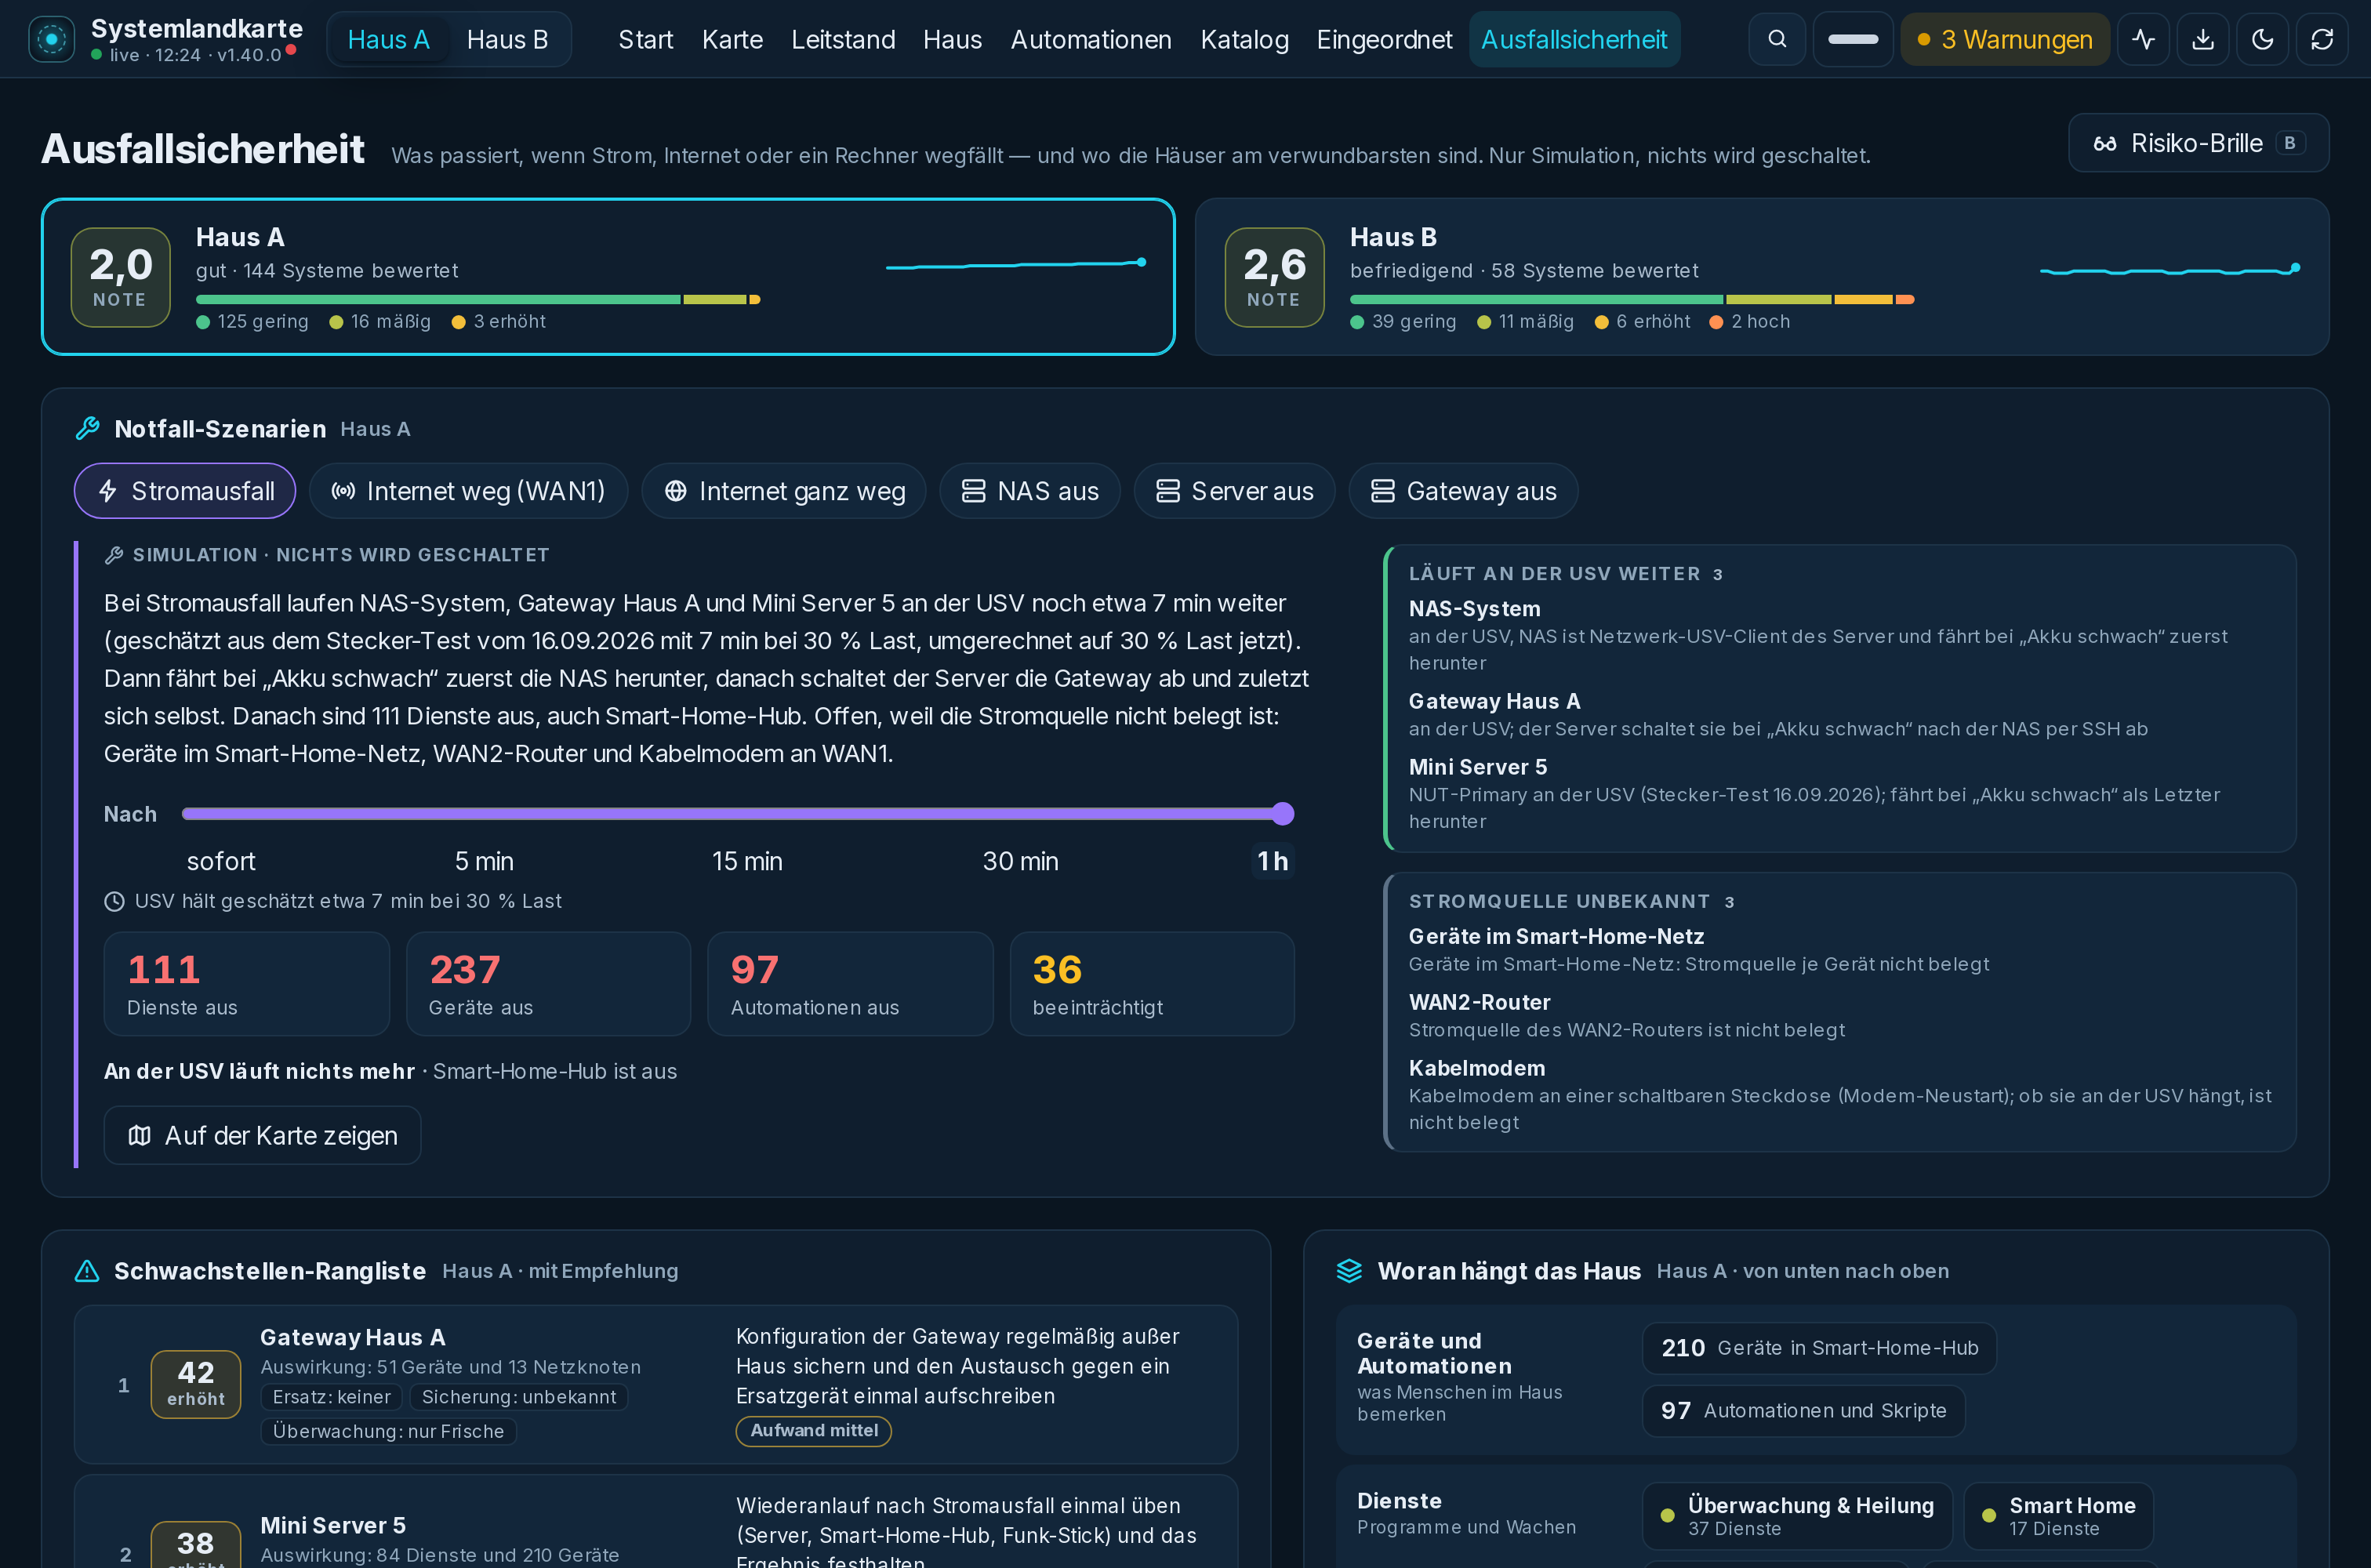 Systemlandkarte
live · 12:24 · v1.40.0
Haus A
Haus B
Start
Karte
Leitstand
Haus
Automationen
Katalog
Eingeordnet
Ausfallsicherheit
3 Warnungen
Ausfallsicherheit
Was passiert, wenn Strom, Internet oder ein Rechner wegfällt — und wo die Häuser am verwundbarsten sind. Nur Simulation, nichts wird geschaltet.
Risiko-Brille B
2,0
NOTE
Haus A
gut · 144 Systeme bewertet
125 gering 16 mäßig 3 erhöht
2,6
NOTE
Haus B
befriedigend · 58 Systeme bewertet
39 gering 11 mäßig 6 erhöht 2 hoch
Notfall-Szenarien Haus A
Stromausfall
Internet weg (WAN1)
Internet ganz weg
NAS aus
Server aus
Gateway aus
SIMULATION · NICHTS WIRD GESCHALTET
Bei Stromausfall laufen NAS-System, Gateway Haus A und Mini Server 5 an der USV noch etwa 7 min weiter
(geschätzt aus dem Stecker-Test vom 16.09.2026 mit 7 min bei 30 % Last, umgerechnet auf 30 % Last jetzt).
Dann fährt bei „Akku schwach“ zuerst die NAS herunter, danach schaltet der Server die Gateway ab und zuletzt
sich selbst. Danach sind 111 Dienste aus, auch Smart-Home-Hub. Offen, weil die Stromquelle nicht belegt ist:
Geräte im Smart-Home-Netz, WAN2-Router und Kabelmodem an WAN1.
Nach
sofort
5 min
15 min
30 min
1 h
USV hält geschätzt etwa 7 min bei 30 % Last
111
Dienste aus
237
Geräte aus
97
Automationen aus
36
beeinträchtigt
An der USV läuft nichts mehr · Smart-Home-Hub ist aus
Auf der Karte zeigen
LÄUFT AN DER USV WEITER 3
NAS-System
an der USV, NAS ist Netzwerk-USV-Client des Server und fährt bei „Akku schwach“ zuerst
herunter
Gateway Haus A
an der USV; der Server schaltet sie bei „Akku schwach“ nach der NAS per SSH ab
Mini Server 5
NUT-Primary an der USV (Stecker-Test 16.09.2026); fährt bei „Akku schwach“ als Letzter
herunter
STROMQUELLE UNBEKANNT 3
Geräte im Smart-Home-Netz
Geräte im Smart-Home-Netz: Stromquelle je Gerät nicht belegt
WAN2-Router
Stromquelle des WAN2-Routers ist nicht belegt
Kabelmodem
Kabelmodem an einer schaltbaren Steckdose (Modem-Neustart); ob sie an der USV hängt, ist
nicht belegt
Schwachstellen-Rangliste Haus A · mit Empfehlung
1
42
erhöht
Gateway Haus A
Auswirkung: 51 Geräte und 13 Netzknoten
Ersatz: keiner
Sicherung: unbekannt
Überwachung: nur Frische
Konfiguration der Gateway regelmäßig außer
Haus sichern und den Austausch gegen ein
Ersatzgerät einmal aufschreiben
Aufwand mittel
2
38
erhöht
Mini Server 5
Auswirkung: 84 Dienste und 210 Geräte
Wiederanlauf nach Stromausfall einmal üben
(Server, Smart-Home-Hub, Funk-Stick) und das
Ergebnis festhalten
Woran hängt das Haus Haus A · von unten nach oben
Geräte und
Automationen
was Menschen im Haus
bemerken
210 Geräte in Smart-Home-Hub
97 Automationen und Skripte
Dienste
Programme und Wachen
Überwachung & Heilung
37 Dienste
Smart Home
17 Dienste